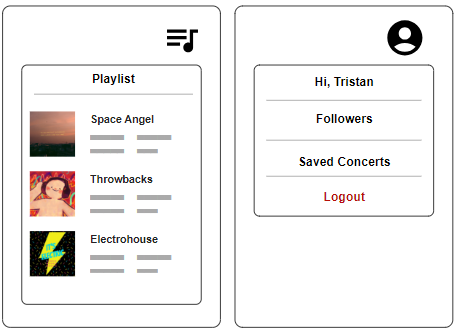 Playlist
Space Angel
Throwbacks
Electrohouse
Hi, Tristan
Followers
Saved Concerts
Logout